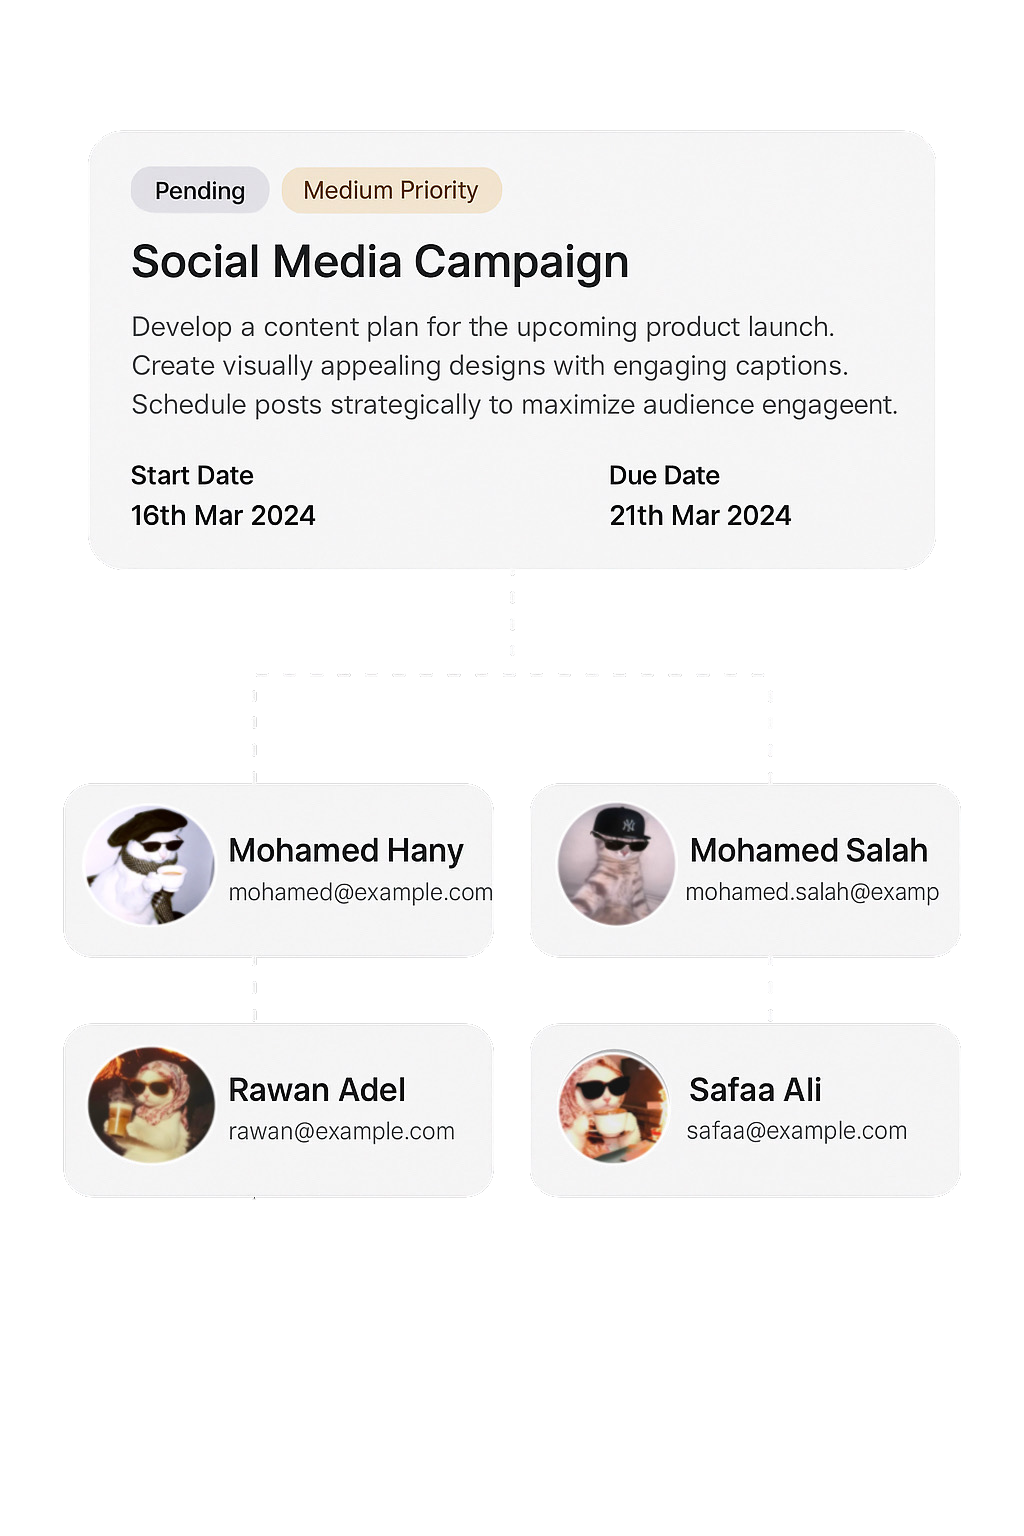 Pending Medium Priority
Social Media Campaign
Develop a content plan for the upcoming product launch.
Create visually appealing designs with engaging captions.
Schedule posts strategically to maximize audience engageent.
Start Date Due Date
16th Mar 2024 21th Mar 2024
Mohamed Hany
mohamed@example.com
Mohamed Salah
mohamed.salah@examp
Rawan Adel
rawan@example.com
Safaa Ali
safaa@example.com